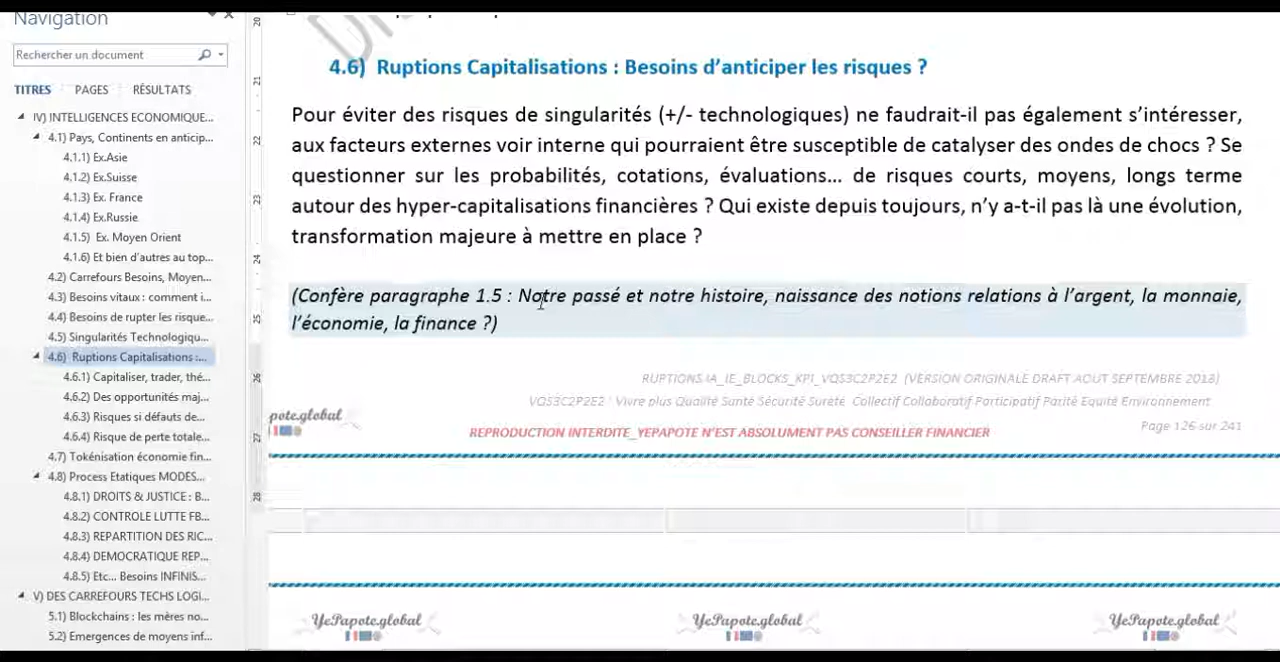 Navigation
Rechercher un document
TITRES PAGES RÉSULTATS
IV) INTELLIGENCES ECONOMIQUE...
4.1) Pays, Continents en anticip...
4.1.1) Ex.Asie
4.1.2) Ex.Suisse
4.1.3) Ex. France
4.1.4) Ex.Russie
4.1.5) Ex. Moyen Orient
4.1.6) Et bien d'autres au top...
4.2) Carrefours Besoins, Moyen...
4.3) Besoins vitaux : comment i...
4.4) Besoins de rupter les risque...
4.5) Singularités Technologiqu...
4.6) Ruptions Capitalisations :...
4.6.1) Capitaliser, trader, thé...
4.6.2) Des opportunités maj...
4.6.3) Risques si défauts de...
4.6.4) Risque de perte totale...
4.7) Tokénisation économie fin...
4.8) Process Etatiques MODES...
4.8.1) DROITS & JUSTICE : B...
4.8.2) CONTROLE LUTTE FB...
4.8.3) REPARTITION DES RIC...
4.8.4) DEMOCRATIQUE REP...
4.8.5) Etc... Besoins INFINIS...
V) DES CARREFOURS TECHS LOGI...
5.1) Blockchains : les mères no...
5.2) Emergences de moyens inf...
20
21
22
23
24
25
26
27
28
4.6) Ruptions Capitalisations : Besoins d'anticiper les risques ?
Pour éviter des risques de singularités (+/- technologiques) ne faudrait-il pas également s'intéresser,
aux facteurs externes voir interne qui pourraient être susceptible de catalyser des ondes de chocs ? Se
questionner sur les probabilités, cotations, évaluations... de risques courts, moyens, longs terme
autour des hyper-capitalisations financières ? Qui existe depuis toujours, n'y a-t-il pas là une évolution,
transformation majeure à mettre en place ?
(Confère paragraphe 1.5 : Notre passé et notre histoire, naissance des notions relations à l'argent, la monnaie,
l'économie, la finance ?)
RUPTIONS.IA_IE_BLOCKS_KPI_VQS3C2P2E2 (VERSION ORIGINALE DRAFT AOUT SEPTEMBRE 2018)
VQS3C2P2E2 : Vivre plus Qualité Santé Sécurité Sureté Collectif Collaboratif Participatif Parité Equité Environnement
pote.global
REPRODUCTION INTERDITE_YEPAPOTE N'EST ABSOLUMENT PAS CONSEILLER FINANCIER
Page 126 sur 241
YePapote.global YePapote.global YePapote.global